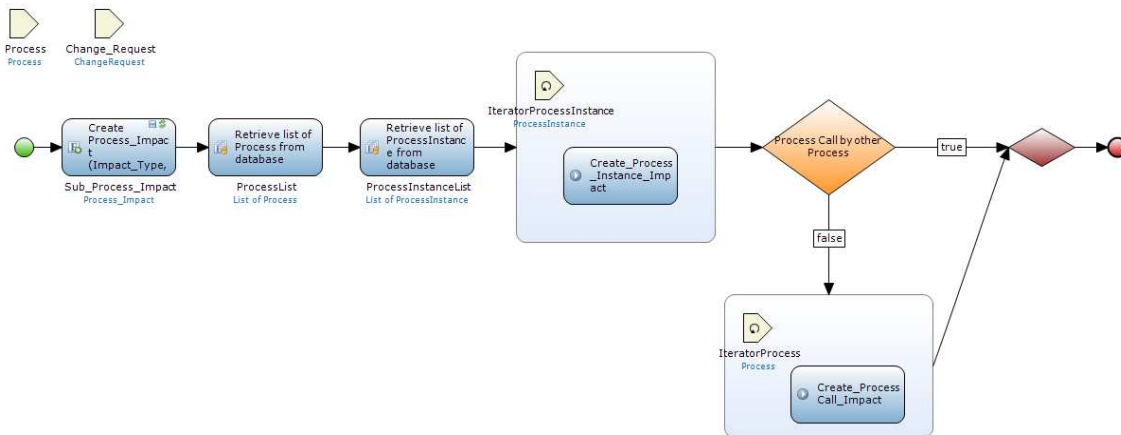 Process
Process
Change_Request
ChangeRequest
Create
Process_Impact
(Impact_Type,
Sub_Process_Impact
Process_Impact
Retrieve list of
Process from
database
ProcessList
List of Process
Retrieve list of
ProcessInstanc
e from
database
ProcessInstanceList
List of ProcessInstance
IteratorProcessInstance
ProcessInstance
Create_Process
_Instance_Imp
act
Process Call by other
Process
true
false
IteratorProcess
Process
Create_Process
Call_Impact